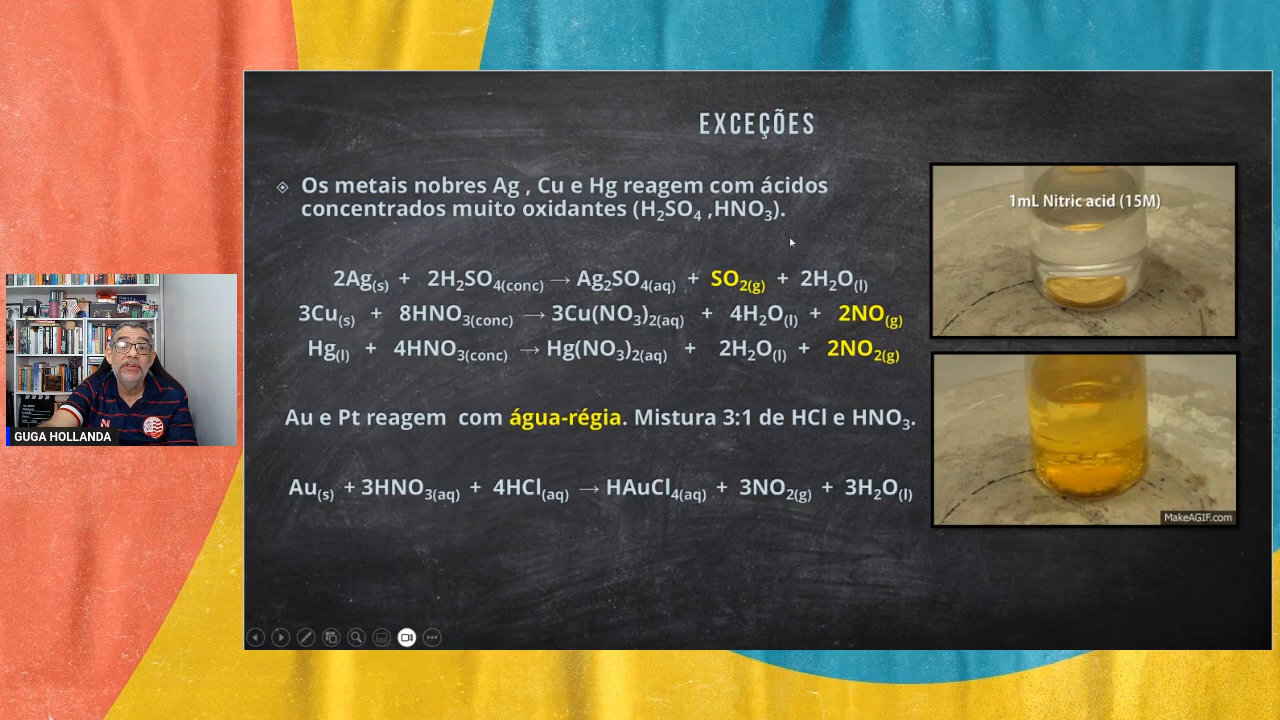 EXCEÇÕES
Os metais nobres Ag , Cu e Hg reagem com ácidos
concentrados muito oxidantes (H₂SO₄ ,HNO₃).
2Ag(s) + 2H₂SO₄(conc) → Ag₂SO₄(aq) + SO₂(g) + 2H₂O(l)
3Cu(s) + 8HNO₃(conc) → 3Cu(NO₃)₂(aq) + 4H₂O(l) + 2NO(g)
Hg(l) + 4HNO₃(conc) → Hg(NO₃)₂(aq) + 2H₂O(l) + 2NO₂(g)
Au e Pt reagem com água-régia. Mistura 3:1 de HCl e HNO₃.
Au(s) + 3HNO₃(aq) + 4HCl(aq) → HAuCl₄(aq) + 3NO₂(g) + 3H₂O(l)
1mL Nitric acid (15M)
MakeAGIF.com
GUGA HOLLANDA